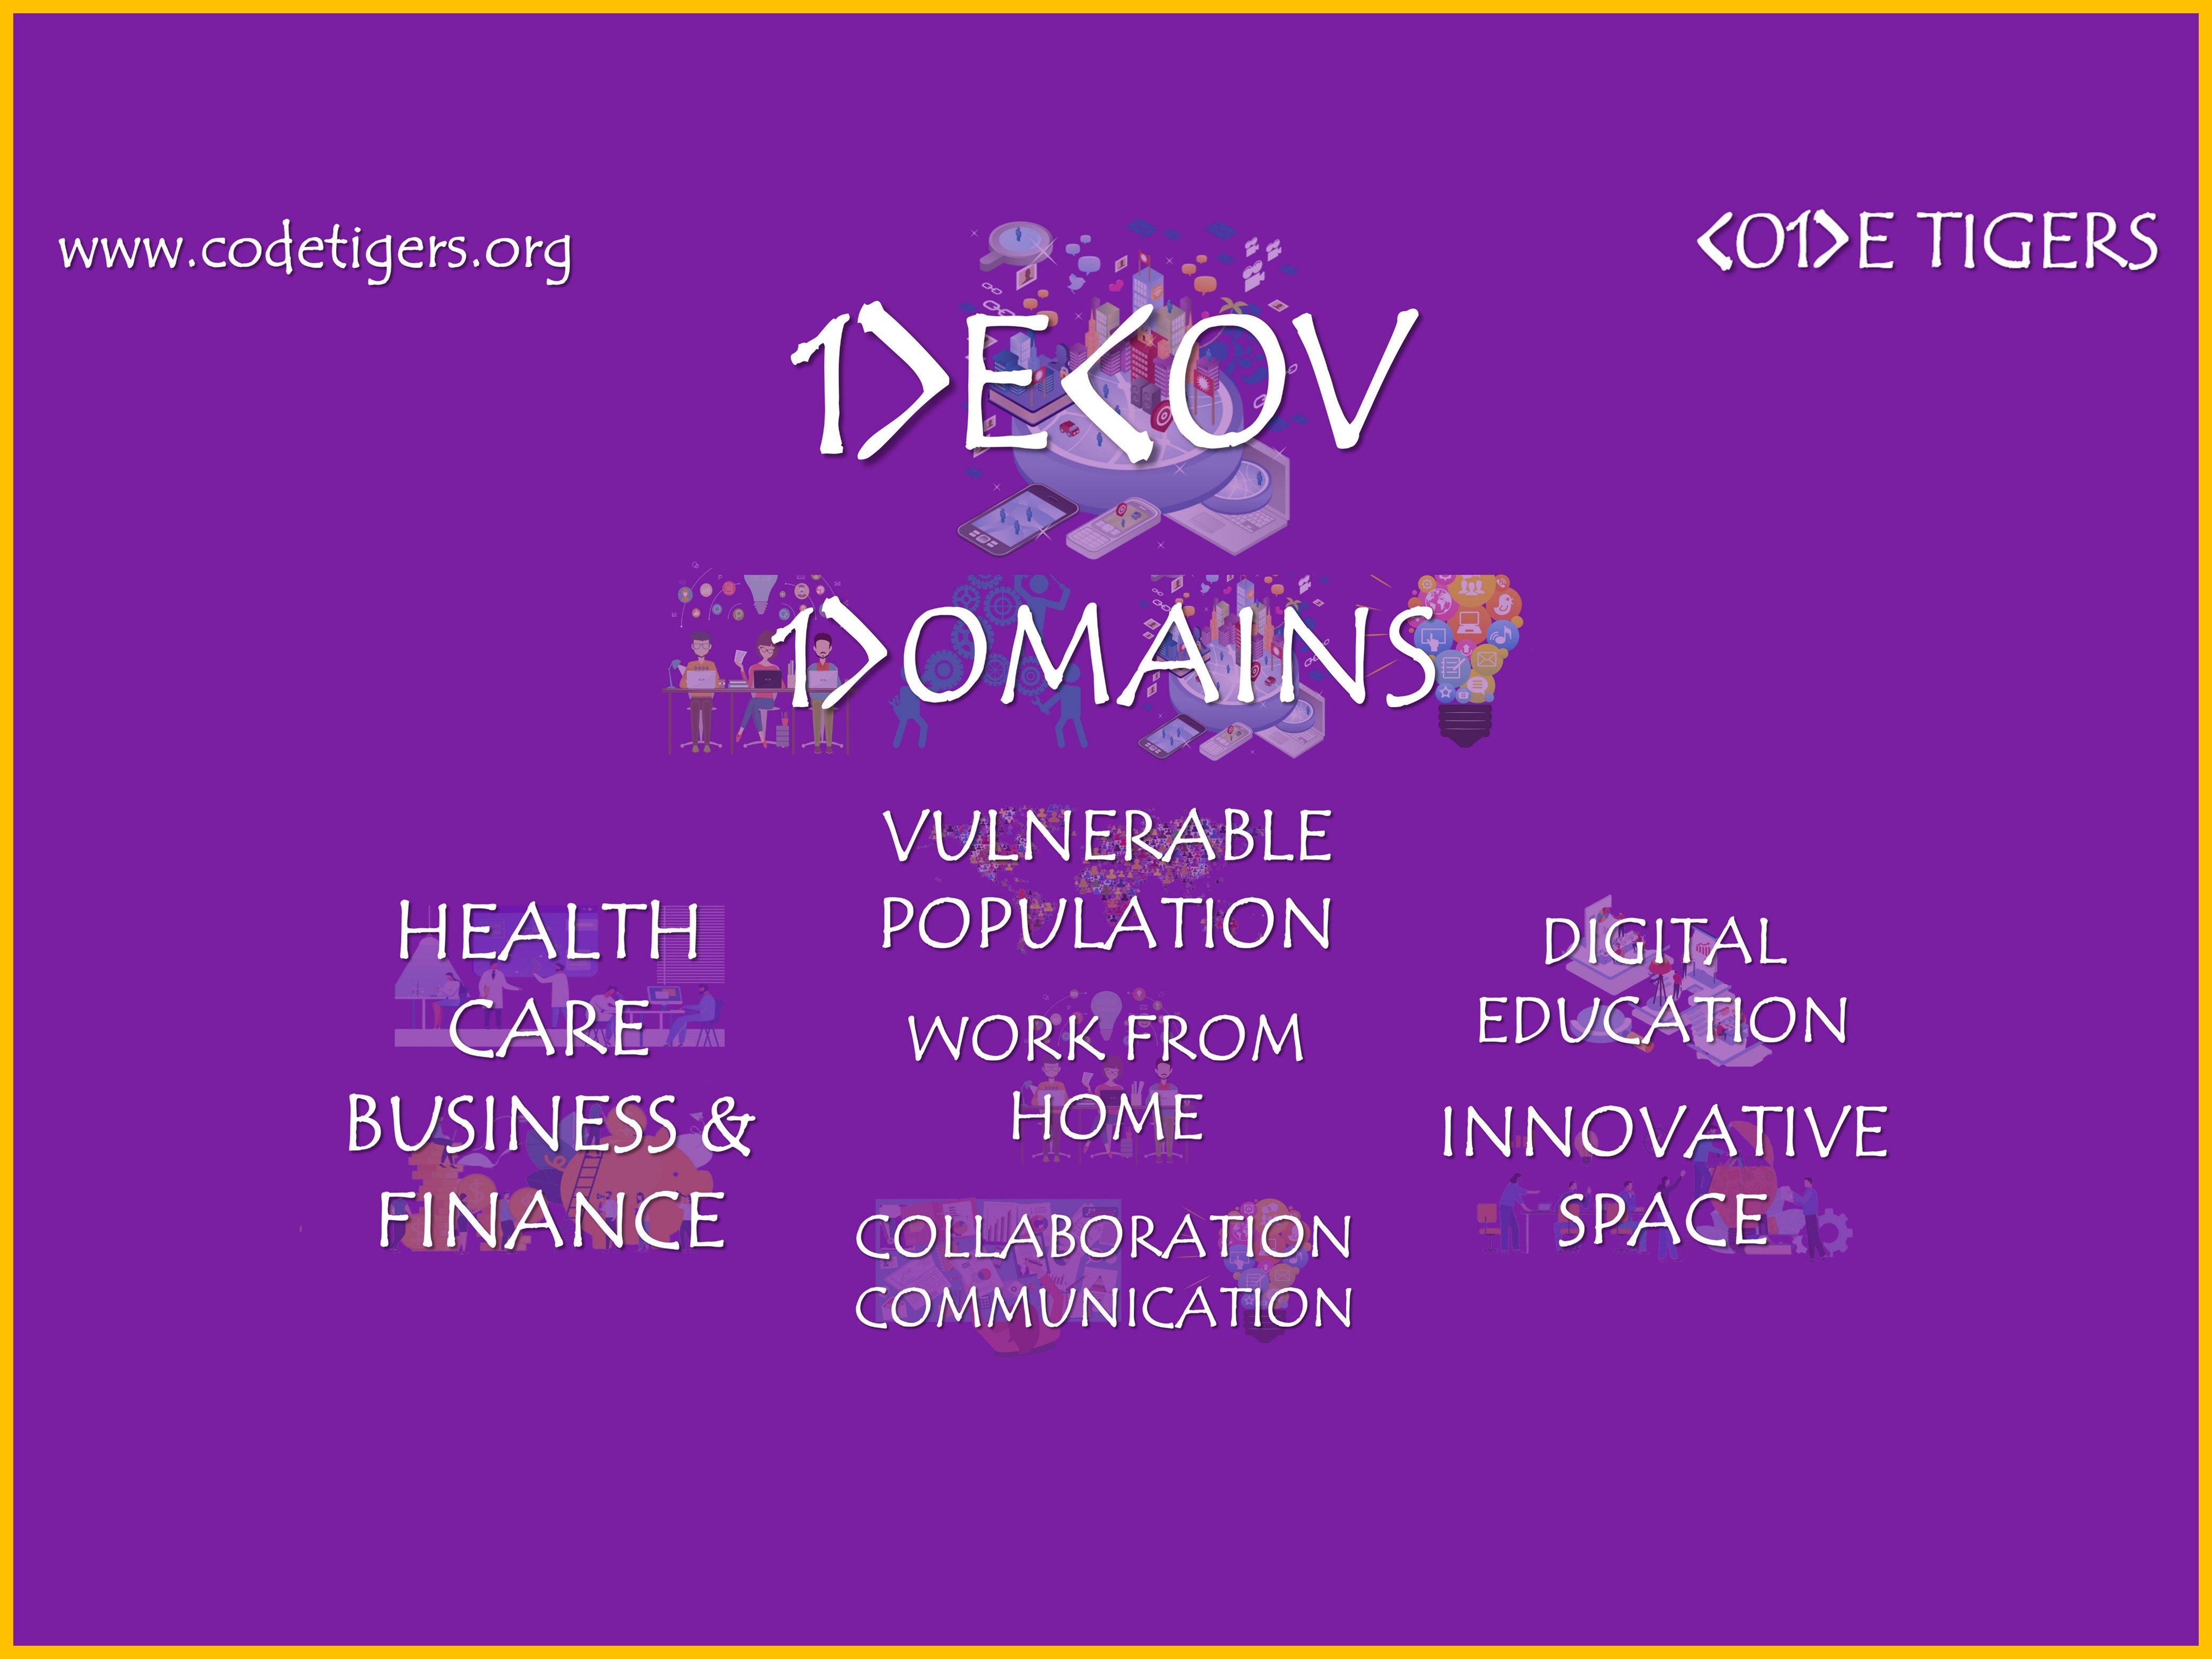 www.codetigers.org
<01>E TIGERS
1>E<OV
1>OMAINS
VULNERABLE
POPULATION
HEALTH
CARE
DIGITAL
EDUCATION
WORK FROM
HOME
BUSINESS &
FINANCE
INNOVATIVE
SPACE
COLLABORATION
COMMUNICATION